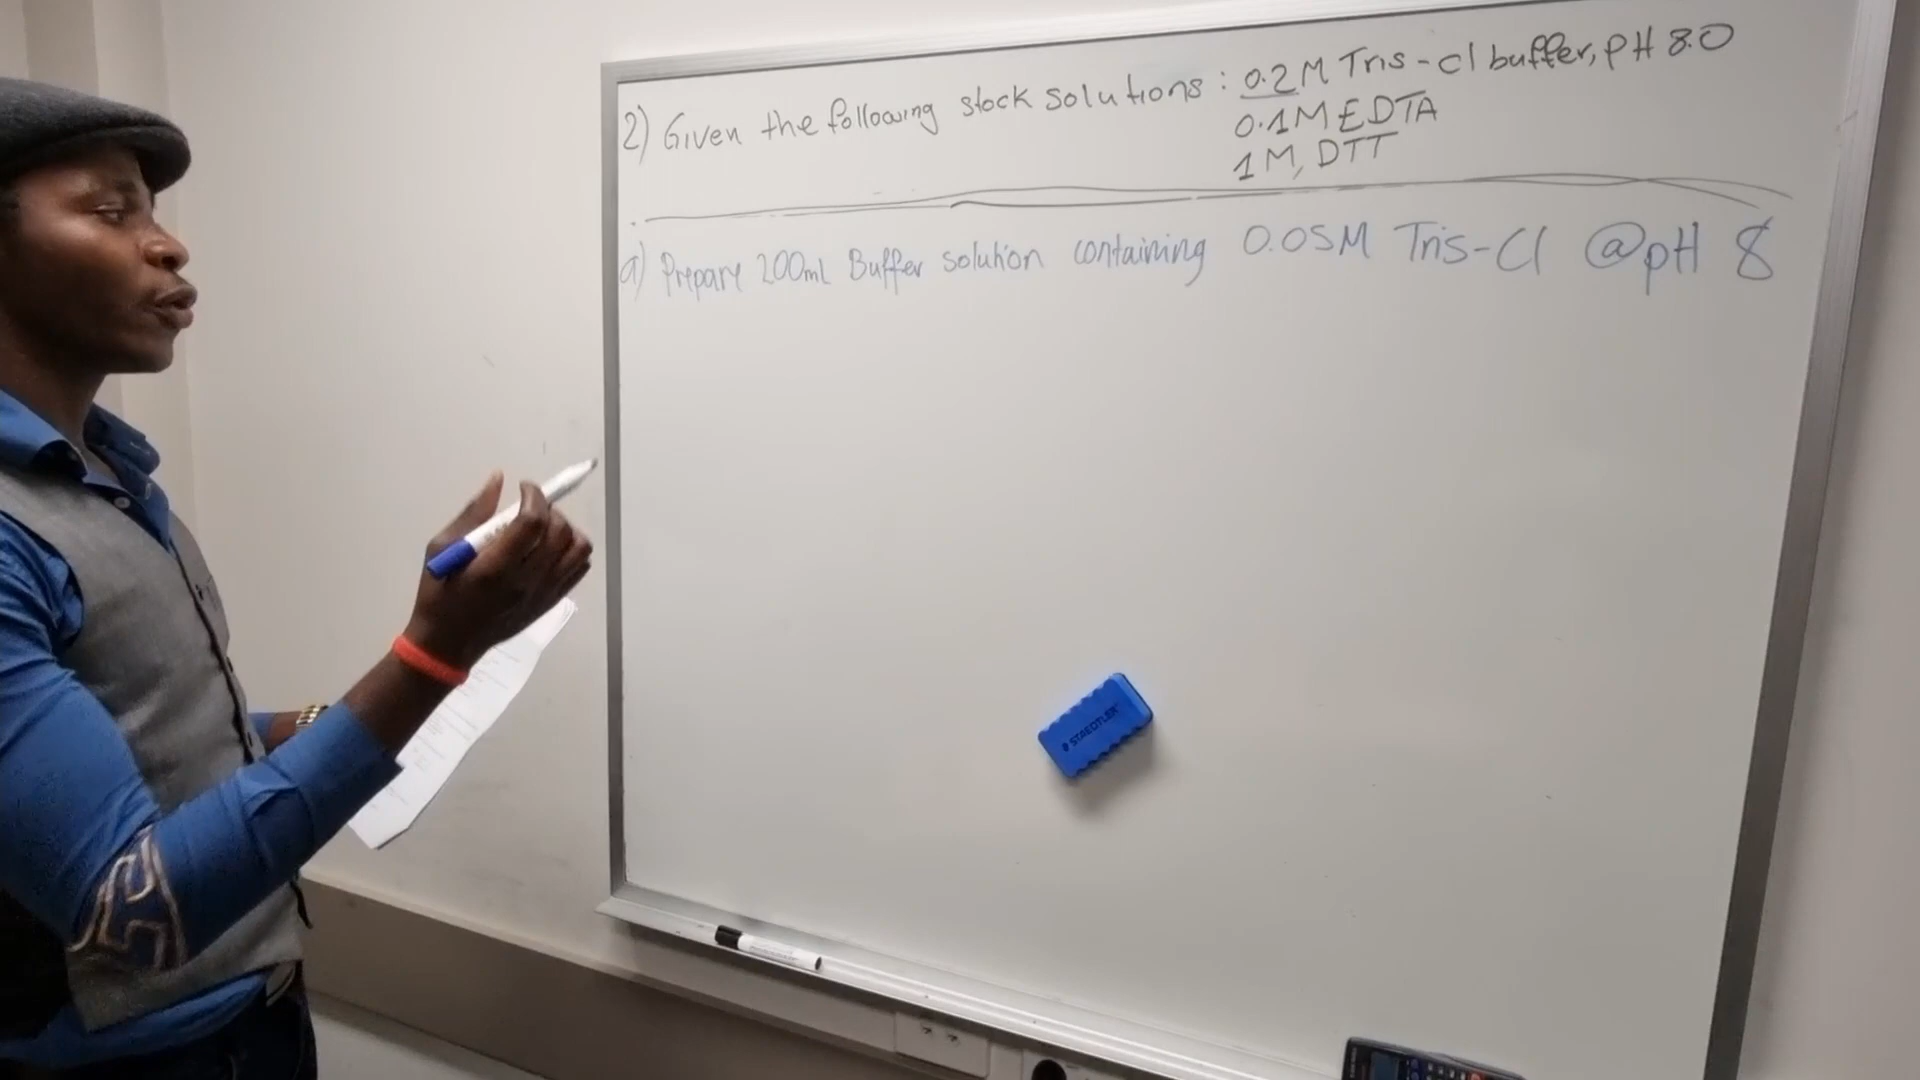 2) Given the following stock solutions : 0.2M Tris-cl buffer, pH 8.0
0.1M EDTA
1M, DTT
a) Prepare 200ml Buffer solution containing 0.05M Tris-Cl @pH 8
STAEDTLER